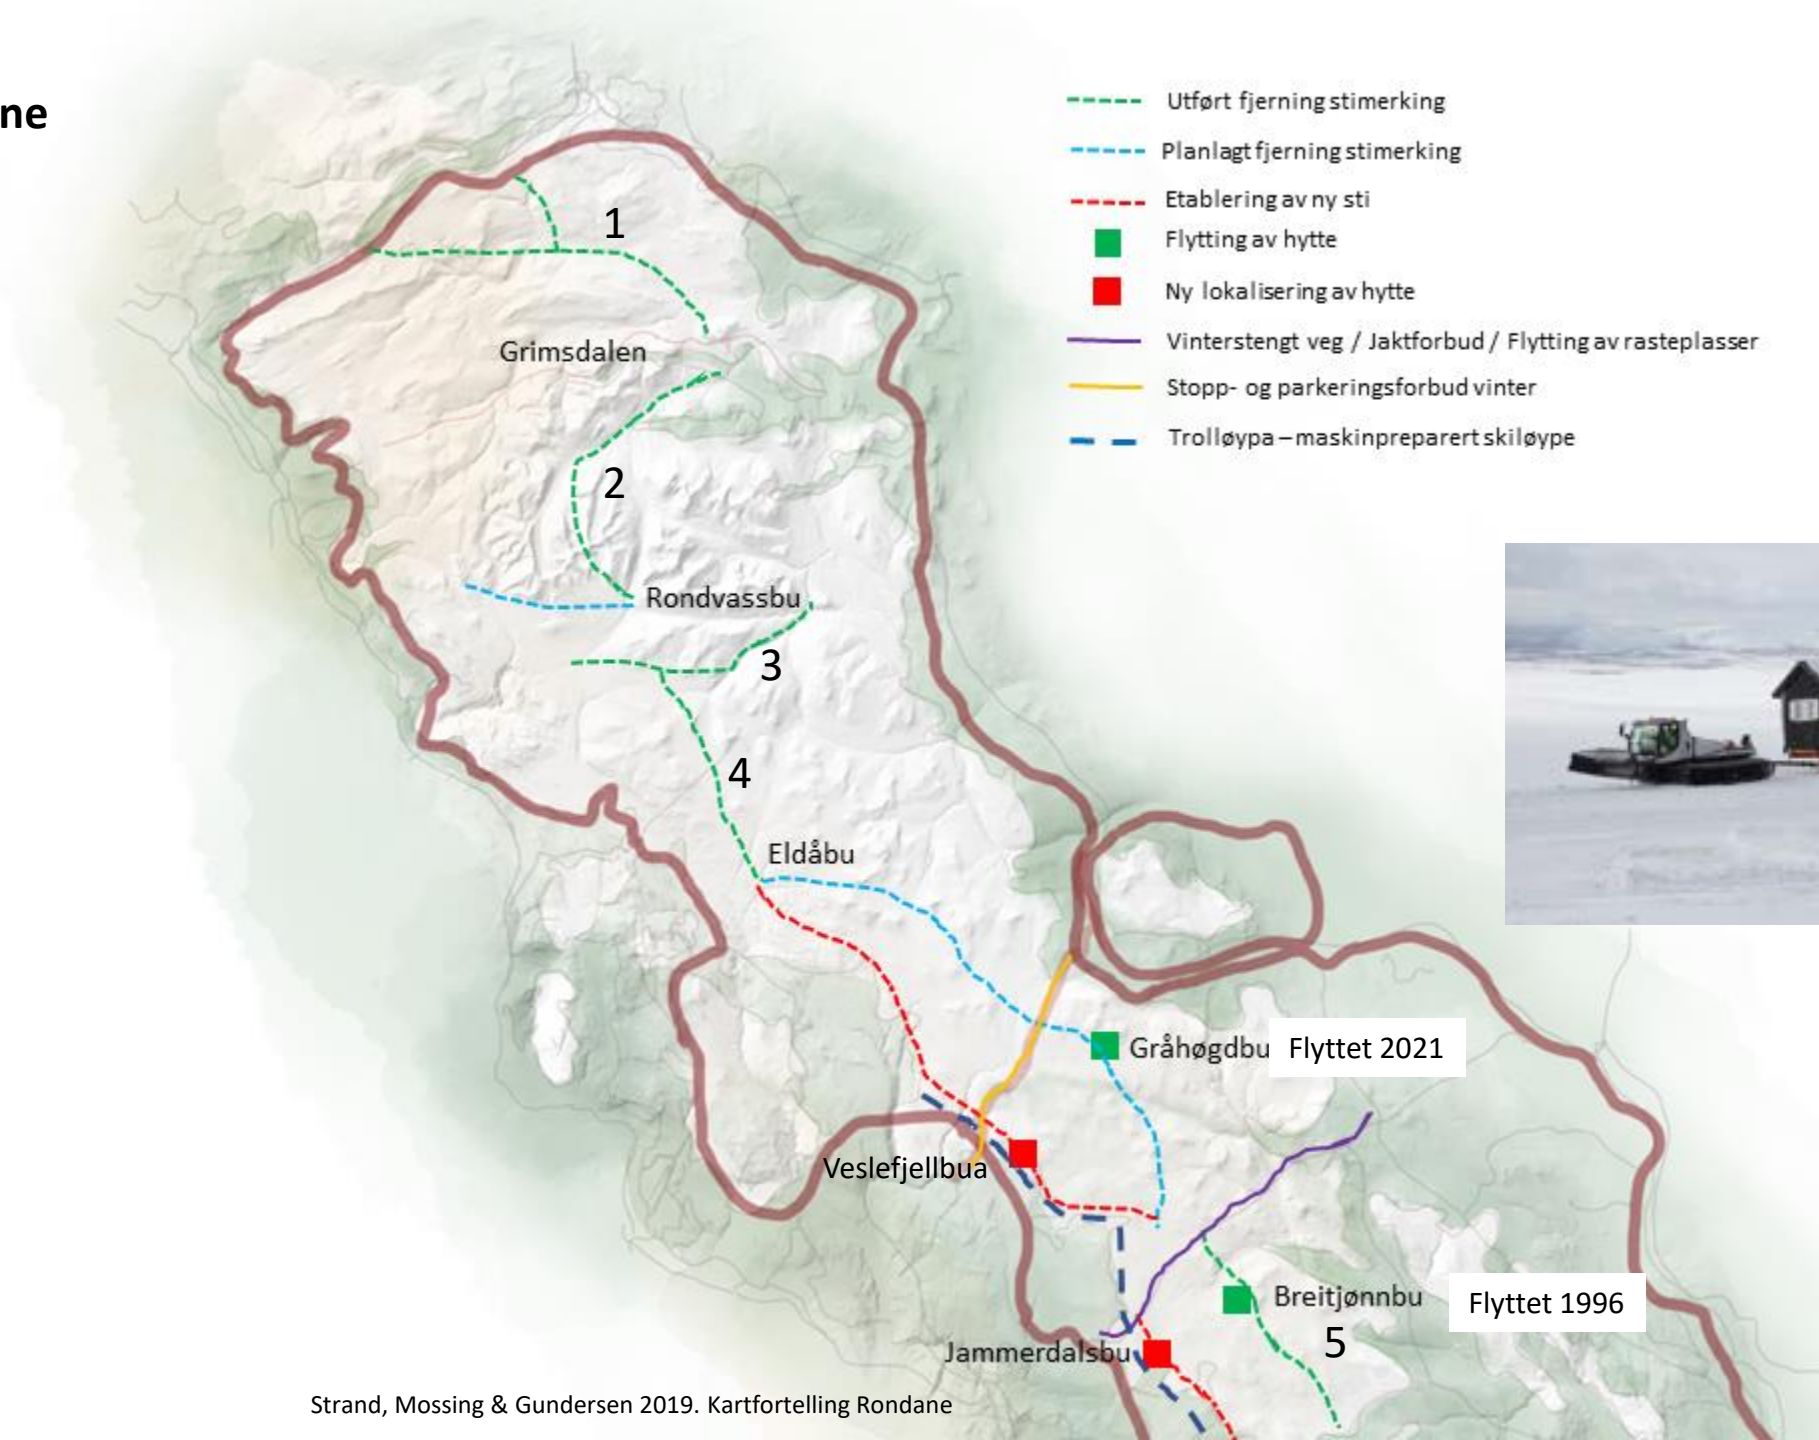 ne
Utført fjerning stimerking
Planlagt fjerning stimerking
Etablering av ny sti
Flytting av hytte
Ny lokalisering av hytte
Vinterstengt veg / Jaktforbud / Flytting av rasteplasser
Stopp- og parkeringsforbud vinter
Trolløypa – maskinpreparert skiløype
1
Grimsdalen
2
Rondvassbu
3
4
Eldåbu
Gråhøgdbu Flyttet 2021
Veslefjellbua
Breitjønnbu Flyttet 1996
5
Jammerdalsbu
Strand, Mossing & Gundersen 2019. Kartfortelling Rondane